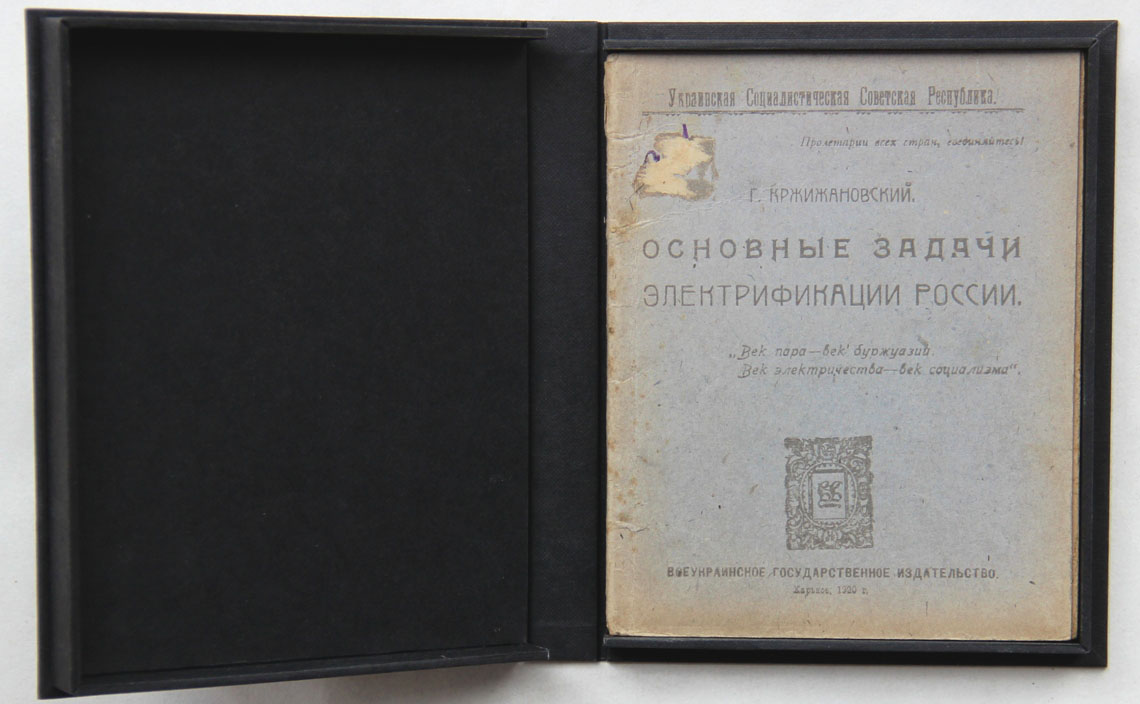 Украинская Социалистическая Советская Республика.
Пролетарии всех стран, соединяйтесь!
Г. КРЖИЖАНОВСКИЙ.
ОСНОВНЫЕ ЗАДАЧИ
ЭЛЕКТРИФИКАЦИИ РОССИИ.
„Век пара—век буржуазии.
Век электричества—век социализма“.
ВСЕУКРАИНСКОЕ ГОСУДАРСТВЕННОЕ ИЗДАТЕЛЬСТВО.
Харьков, 1920 г.